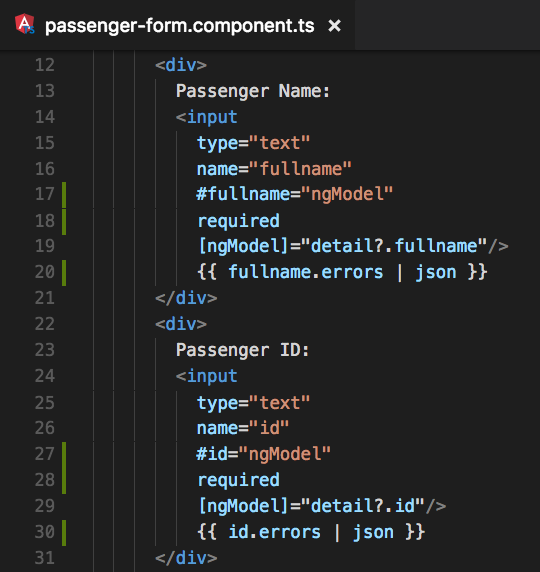 passenger-form.component.ts ×
12 <div>
13 Passenger Name:
14 <input
15 type="text"
16 name="fullname"
17 #fullname="ngModel"
18 required
19 [ngModel]="detail?.fullname"/>
20 {{ fullname.errors | json }}
21 </div>
22 <div>
23 Passenger ID:
24 <input
25 type="text"
26 name="id"
27 #id="ngModel"
28 required
29 [ngModel]="detail?.id"/>
30 {{ id.errors | json }}
31 </div>